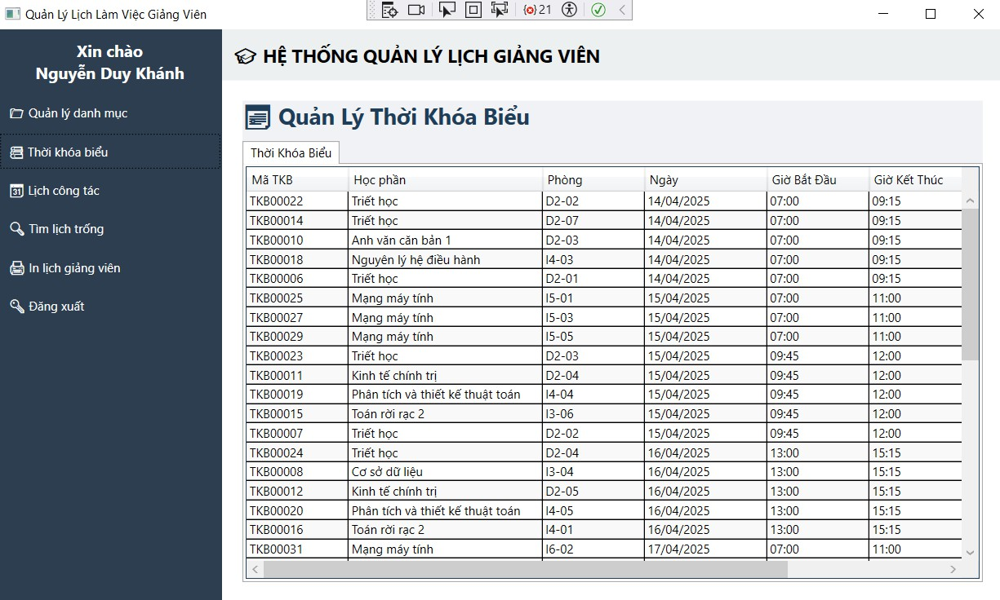 Quản Lý Lịch Làm Việc Giảng Viên
21
Xin chào
Nguyễn Duy Khánh
Quản lý danh mục
Thời khóa biểu
31 Lịch công tác
Tìm lịch trống
In lịch giảng viên
Đăng xuất
HỆ THỐNG QUẢN LÝ LỊCH GIẢNG VIÊN
Quản Lý Thời Khóa Biểu
Thời Khóa Biểu
Mã TKB Học phần Phòng Ngày Giờ Bắt Đầu Giờ Kết Thúc
TKB00022 Triết học D2-02 14/04/2025 07:00 09:15
TKB00014 Triết học D2-07 14/04/2025 07:00 09:15
TKB00010 Anh văn căn bản 1 D2-03 14/04/2025 07:00 09:15
TKB00018 Nguyên lý hệ điều hành I4-03 14/04/2025 07:00 09:15
TKB00006 Triết học D2-01 14/04/2025 07:00 09:15
TKB00025 Mạng máy tính I5-01 15/04/2025 07:00 11:00
TKB00027 Mạng máy tính I5-03 15/04/2025 07:00 11:00
TKB00029 Mạng máy tính I5-05 15/04/2025 07:00 11:00
TKB00023 Triết học D2-03 15/04/2025 09:45 12:00
TKB00011 Kinh tế chính trị D2-04 15/04/2025 09:45 12:00
TKB00019 Phân tích và thiết kế thuật toán I4-04 15/04/2025 09:45 12:00
TKB00015 Toán rời rạc 2 I3-06 15/04/2025 09:45 12:00
TKB00007 Triết học D2-02 15/04/2025 09:45 12:00
TKB00024 Triết học D2-04 16/04/2025 13:00 15:15
TKB00008 Cơ sở dữ liệu I3-04 16/04/2025 13:00 15:15
TKB00012 Kinh tế chính trị D2-05 16/04/2025 13:00 15:15
TKB00020 Phân tích và thiết kế thuật toán I4-05 16/04/2025 13:00 15:15
TKB00016 Toán rời rạc 2 I4-01 16/04/2025 13:00 15:15
TKB00031 Mạng máy tính I6-02 17/04/2025 07:00 11:00